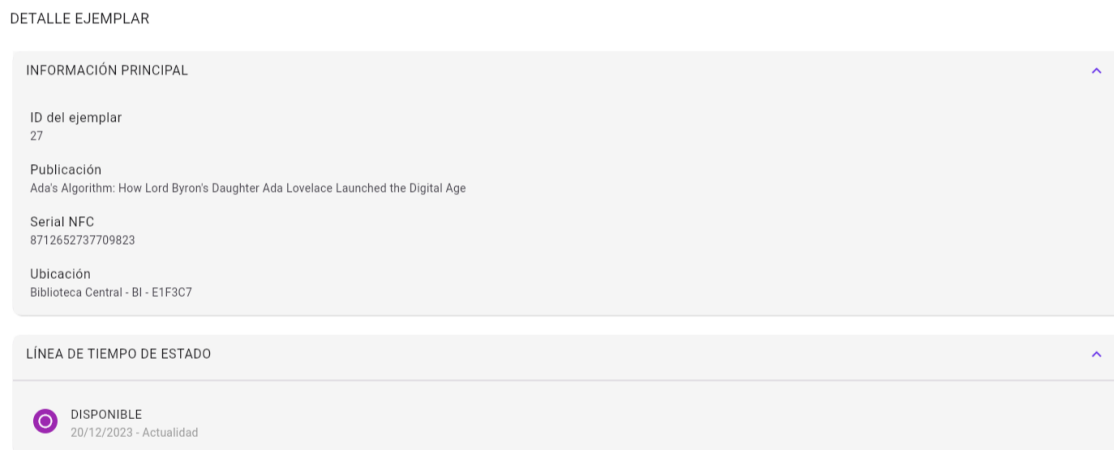 DETALLE EJEMPLAR
INFORMACIÓN PRINCIPAL
ID del ejemplar
27
Publicación
Ada's Algorithm: How Lord Byron's Daughter Ada Lovelace Launched the Digital Age
Serial NFC
8712652737709823
Ubicación
Biblioteca Central - BI - E1F3C7
LÍNEA DE TIEMPO DE ESTADO
DISPONIBLE
20/12/2023 - Actualidad